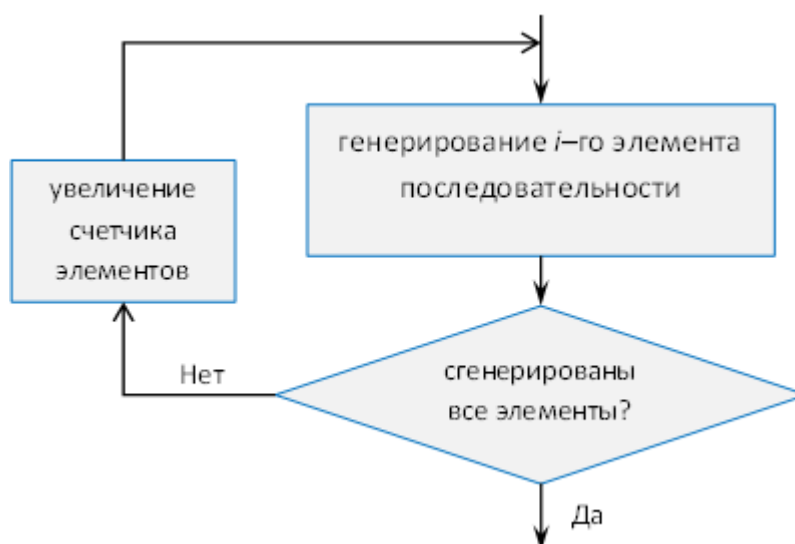 генерирование i–го элемента
последовательности
увеличение
счетчика
элементов
Нет
сгенерированы
все элементы?
Да